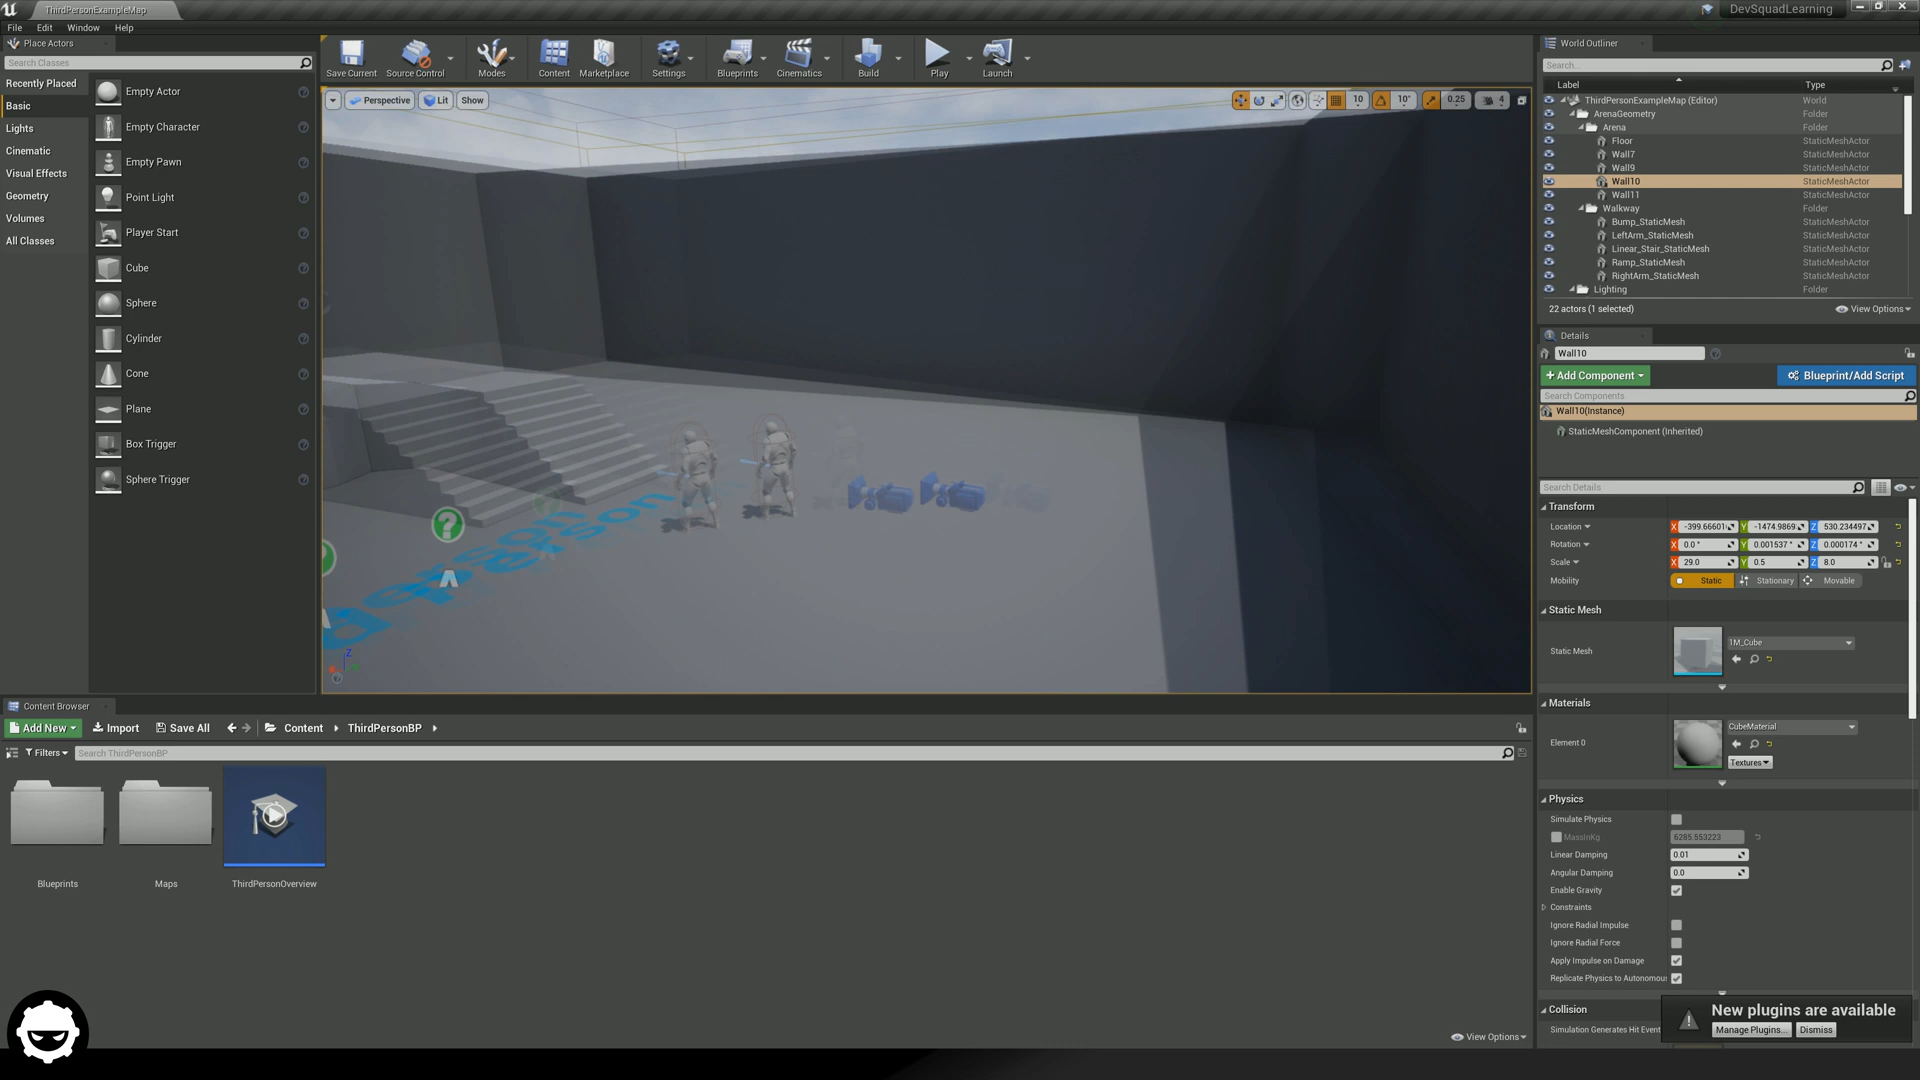 ThirdPersonExampleMap
DevSquadLearning
File Edit Window Help
Place Actors
Search Classes
Recently Placed
Basic
Lights
Cinematic
Visual Effects
Geometry
Volumes
All Classes
Empty Actor
Empty Character
Empty Pawn
Point Light
Player Start
Cube
Sphere
Cylinder
Cone
Plane
Box Trigger
Sphere Trigger
Save Current Source Control Modes Content Marketplace Settings Blueprints Cinematics Build Play Launch
Perspective Lit Show
10 10° 0.25 4
Z
World Outliner
Search...
Label Type
ThirdPersonExampleMap (Editor) World
ArenaGeometry Folder
Arena Folder
Floor StaticMeshActor
Wall7 StaticMeshActor
Wall9 StaticMeshActor
Wall10 StaticMeshActor
Wall11 StaticMeshActor
Walkway Folder
Bump_StaticMesh StaticMeshActor
LeftArm_StaticMesh StaticMeshActor
Linear_Stair_StaticMesh StaticMeshActor
Ramp_StaticMesh StaticMeshActor
RightArm_StaticMesh StaticMeshActor
Lighting Folder
22 actors (1 selected) View Options
Details
Wall10
+ Add Component Blueprint/Add Script
Search Components
Wall10(Instance)
StaticMeshComponent (Inherited)
Search Details
Transform
Location X -399.66601 Y -1474.9869 Z 530.234497
Rotation X 0.0 ° Y 0.001537 ° Z 0.000174 °
Scale X 29.0 Y 0.5 Z 8.0
Mobility Static Stationary Movable
Static Mesh
Static Mesh 1M_Cube
Materials
Element 0 CubeMaterial
Textures
Physics
Simulate Physics
MassInKg 6285.553223
Linear Damping 0.01
Angular Damping 0.0
Enable Gravity
Constraints
Ignore Radial Impulse
Ignore Radial Force
Apply Impulse on Damage
Replicate Physics to Autonomous
Collision
Simulation Generates Hit Event
New plugins are available
Manage Plugins... Dismiss
Content Browser
Add New Import Save All Content ThirdPersonBP
Filters Search ThirdPersonBP
Blueprints Maps ThirdPersonOverview
View Options